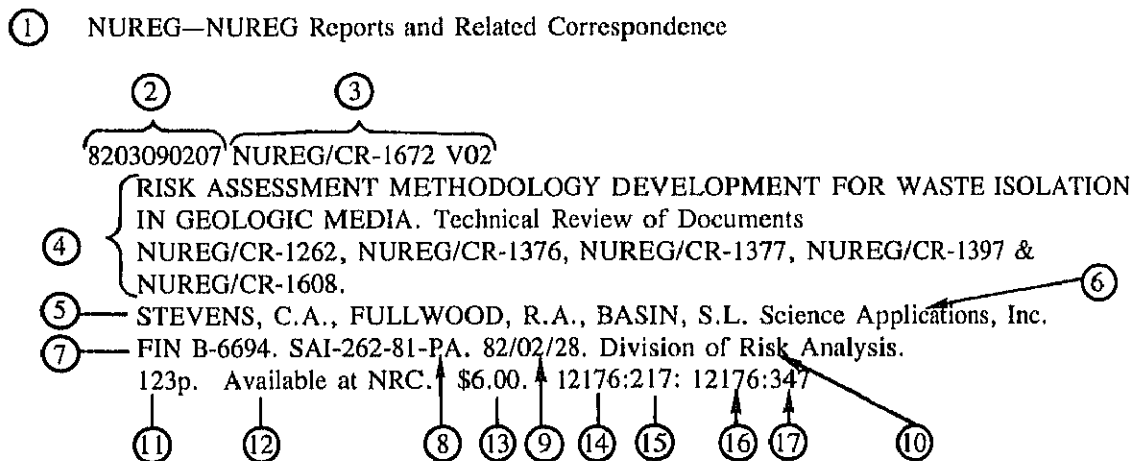 ① NUREG—NUREG Reports and Related Correspondence
② ③
8203090207 NUREG/CR-1672 V02
RISK ASSESSMENT METHODOLOGY DEVELOPMENT FOR WASTE ISOLATION
IN GEOLOGIC MEDIA. Technical Review of Documents
④ NUREG/CR-1262, NUREG/CR-1376, NUREG/CR-1377, NUREG/CR-1397 &
NUREG/CR-1608.
⑥
⑤ STEVENS, C.A., FULLWOOD, R.A., BASIN, S.L. Science Applications, Inc.
⑦ FIN B-6694. SAI-262-81-PA. 82/02/28. Division of Risk Analysis.
123p. Available at NRC. $6.00. 12176:217: 12176:347
⑪ ⑫ ⑧ ⑬ ⑨ ⑭ ⑮ ⑯ ⑰ ⑩